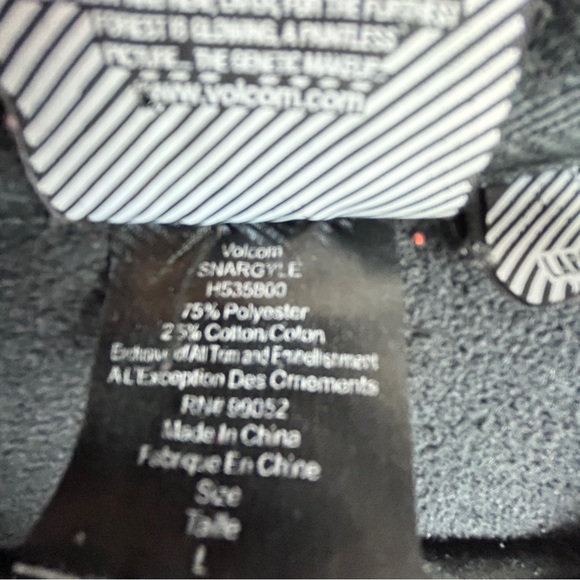 FOREST IS GLOWING, A PAINTLESS
PICTURE... THE GENETIC MAKEUP
www.volcom.com
Volcom
SNARGYLE
H535800
75% Polyester
25% Cotton/Coton
Exclusive of All Trim and Embellishment
A L'Exception Des Ornements
RN# 99052
Made In China
Fabrique En Chine
Size
Taille
L